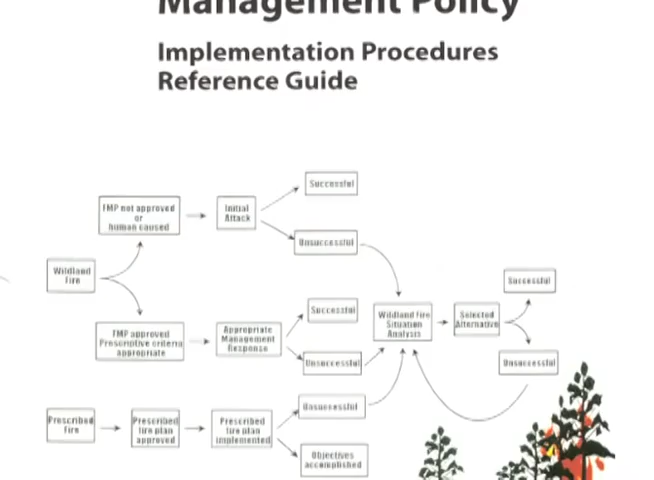 Management Policy
Implementation Procedures
Reference Guide
Successful
FMP not approved
or
human caused
Initial
Attack
Unsuccessful
Wildland
fire
Successful
Successful
Wildland fire
Situation
Analysis
Selected
Alternative
FMP approved
Prescriptive criteria
appropriate
Appropriate
Management
Response
Unsuccessful
Unsuccessful
Prescribed
fire
Prescribed
fire plan
approved
Prescribed
fire plan
implemented
Unsuccessful
Objectives
accomplished